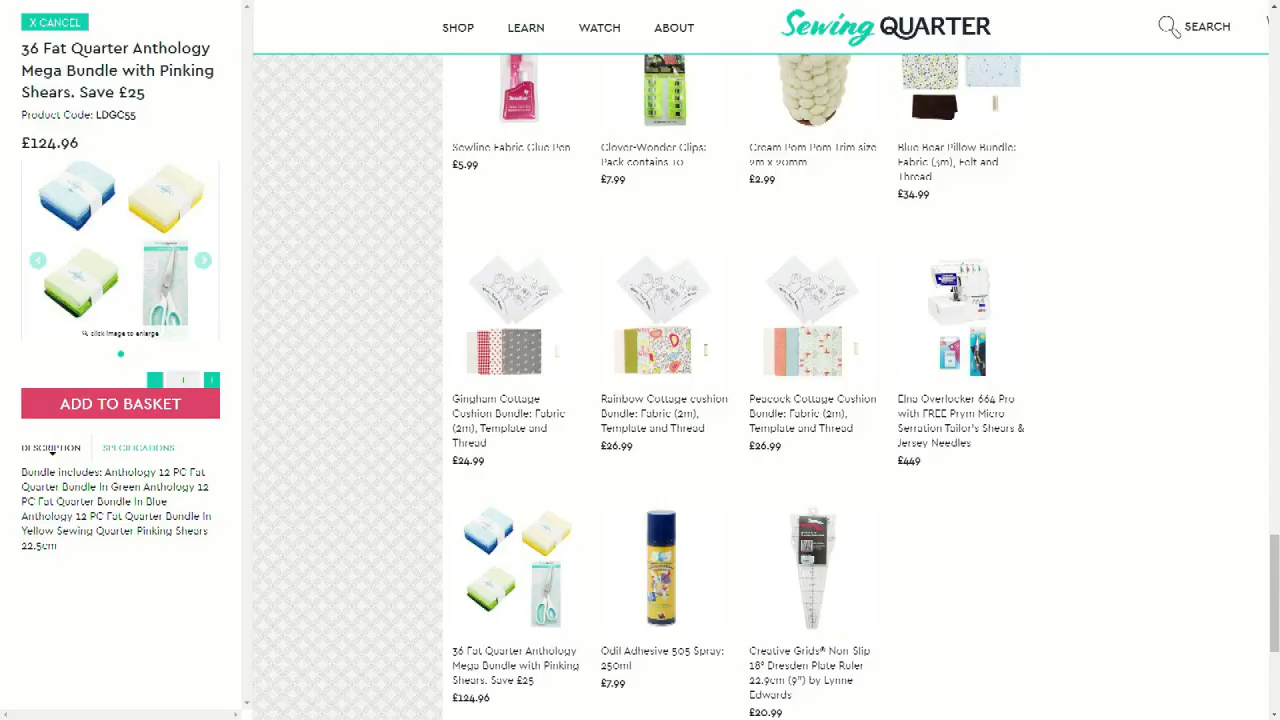 X CANCEL
36 Fat Quarter Anthology
Mega Bundle with Pinking
Shears. Save £25
Product Code: LDGC55
£124.96
click image to enlarge
1
ADD TO BASKET
DESCRIPTION
SPECIFICATIONS
Bundle includes: Anthology 12 PC Fat
Quarter Bundle In Green Anthology 12
PC Fat Quarter Bundle In Blue
Anthology 12 PC Fat Quarter Bundle In
Yellow Sewing Quarter Pinking Shears
22.5cm
SHOP
LEARN
WATCH
ABOUT
Sewing QUARTER
SEARCH
Sewline Fabric Glue Pen
£5.99
Clover-Wonder Clips:
Pack contains 10
£7.99
Cream Pom Pom Trim size
2m x 20mm
£2.99
Blue Bear Pillow Bundle:
Fabric (3m), Felt and
Thread
£34.99
Gingham Cottage
Cushion Bundle: Fabric
(2m), Template and
Thread
£24.99
Rainbow Cottage cushion
Bundle: Fabric (2m),
Template and Thread
£26.99
Peacock Cottage Cushion
Bundle: Fabric (2m),
Template and Thread
£26.99
Elna Overlocker 664 Pro
with FREE Prym Micro
Serration Tailor's Shears &
Jersey Needles
£449
36 Fat Quarter Anthology
Mega Bundle with Pinking
Shears. Save £25
£124.96
Odil Adhesive 505 Spray:
250ml
£7.99
Creative Grids® Non Slip
18° Dresden Plate Ruler
22.9cm (9") by Lynne
Edwards
£20.99